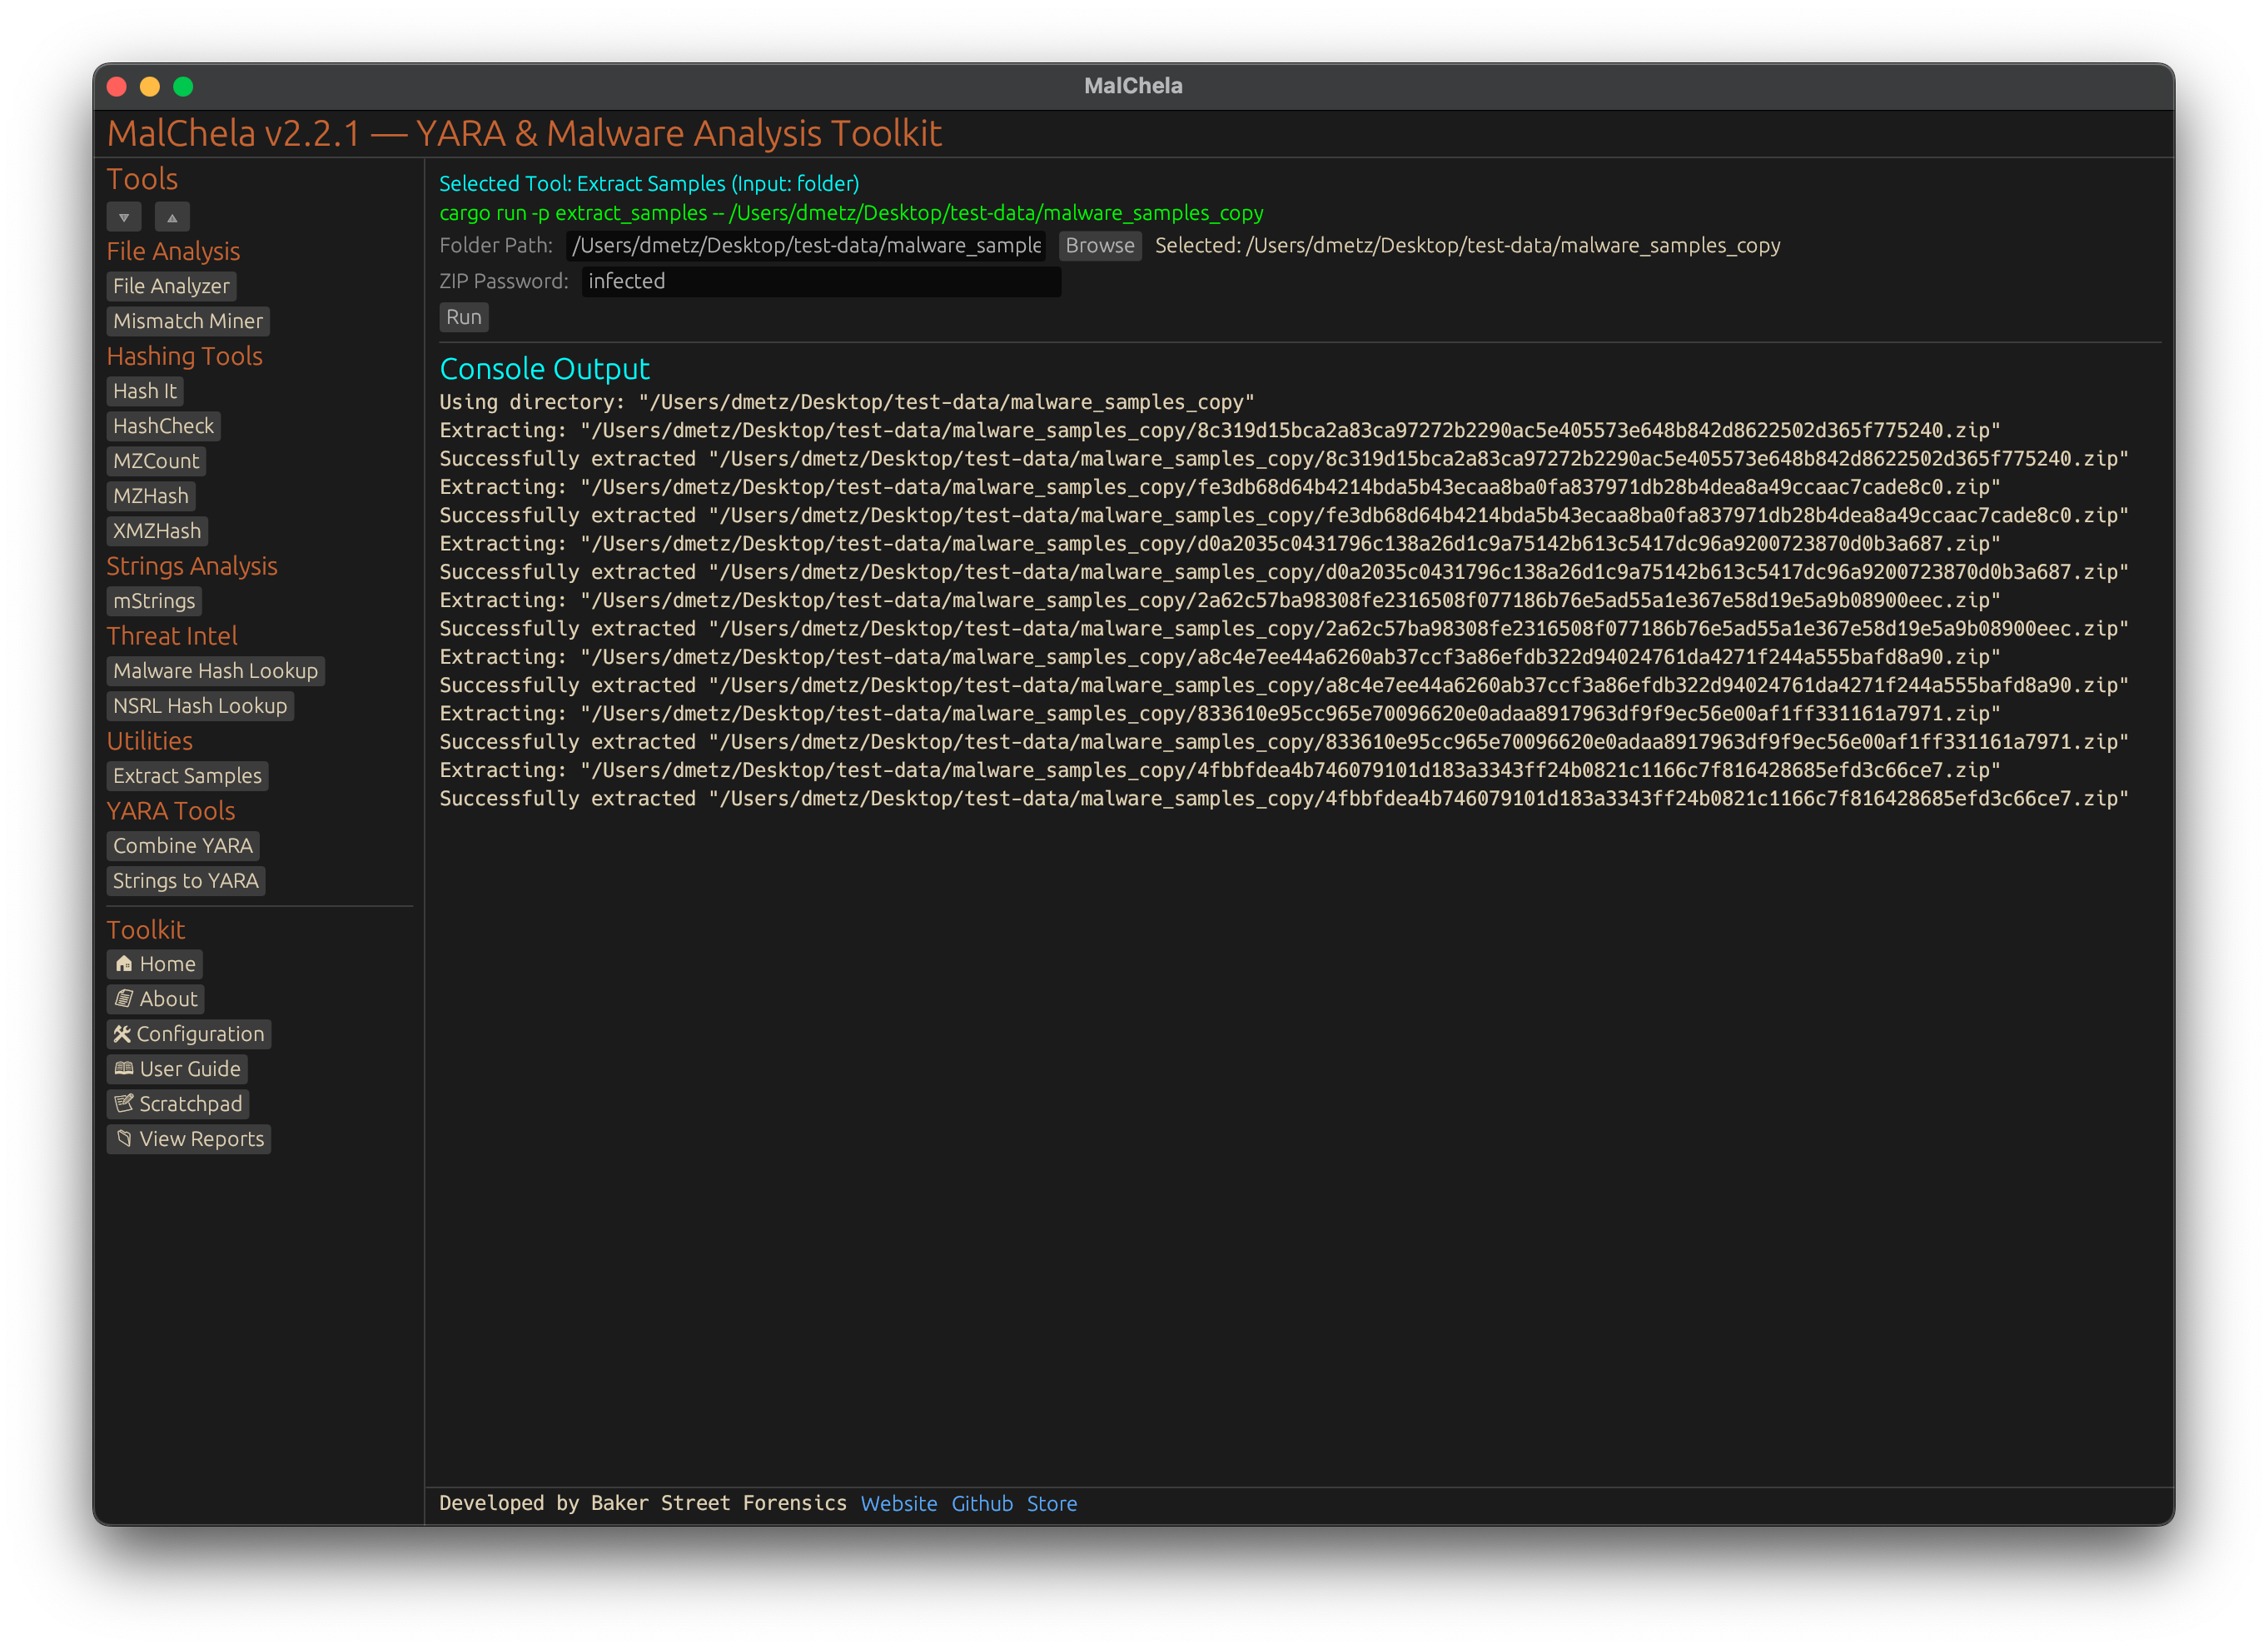 MalChela
MalChela v2.2.1 — YARA & Malware Analysis Toolkit
Tools
File Analysis
File Analyzer
Mismatch Miner
Hashing Tools
Hash It
HashCheck
MZCount
MZHash
XMZHash
Strings Analysis
mStrings
Threat Intel
Malware Hash Lookup
NSRL Hash Lookup
Utilities
Extract Samples
YARA Tools
Combine YARA
Strings to YARA
Toolkit
Home
About
Configuration
User Guide
Scratchpad
View Reports
Selected Tool: Extract Samples (Input: folder)
cargo run -p extract_samples -- /Users/dmetz/Desktop/test-data/malware_samples_copy
Folder Path: /Users/dmetz/Desktop/test-data/malware_sample Browse Selected: /Users/dmetz/Desktop/test-data/malware_samples_copy
ZIP Password: infected
Run
Console Output
Using directory: "/Users/dmetz/Desktop/test-data/malware_samples_copy"
Extracting: "/Users/dmetz/Desktop/test-data/malware_samples_copy/8c319d15bca2a83ca97272b2290ac5e405573e648b842d8622502d365f775240.zip"
Successfully extracted "/Users/dmetz/Desktop/test-data/malware_samples_copy/8c319d15bca2a83ca97272b2290ac5e405573e648b842d8622502d365f775240.zip"
Extracting: "/Users/dmetz/Desktop/test-data/malware_samples_copy/fe3db68d64b4214bda5b43ecaa8ba0fa837971db28b4dea8a49ccaac7cade8c0.zip"
Successfully extracted "/Users/dmetz/Desktop/test-data/malware_samples_copy/fe3db68d64b4214bda5b43ecaa8ba0fa837971db28b4dea8a49ccaac7cade8c0.zip"
Extracting: "/Users/dmetz/Desktop/test-data/malware_samples_copy/d0a2035c0431796c138a26d1c9a75142b613c5417dc96a9200723870d0b3a687.zip"
Successfully extracted "/Users/dmetz/Desktop/test-data/malware_samples_copy/d0a2035c0431796c138a26d1c9a75142b613c5417dc96a9200723870d0b3a687.zip"
Extracting: "/Users/dmetz/Desktop/test-data/malware_samples_copy/2a62c57ba98308fe2316508f077186b76e5ad55a1e367e58d19e5a9b08900eec.zip"
Successfully extracted "/Users/dmetz/Desktop/test-data/malware_samples_copy/2a62c57ba98308fe2316508f077186b76e5ad55a1e367e58d19e5a9b08900eec.zip"
Extracting: "/Users/dmetz/Desktop/test-data/malware_samples_copy/a8c4e7ee44a6260ab37ccf3a86efdb322d94024761da4271f244a555bafd8a90.zip"
Successfully extracted "/Users/dmetz/Desktop/test-data/malware_samples_copy/a8c4e7ee44a6260ab37ccf3a86efdb322d94024761da4271f244a555bafd8a90.zip"
Extracting: "/Users/dmetz/Desktop/test-data/malware_samples_copy/833610e95cc965e70096620e0adaa8917963df9f9ec56e00af1ff331161a7971.zip"
Successfully extracted "/Users/dmetz/Desktop/test-data/malware_samples_copy/833610e95cc965e70096620e0adaa8917963df9f9ec56e00af1ff331161a7971.zip"
Extracting: "/Users/dmetz/Desktop/test-data/malware_samples_copy/4fbbfdea4b746079101d183a3343ff24b0821c1166c7f816428685efd3c66ce7.zip"
Successfully extracted "/Users/dmetz/Desktop/test-data/malware_samples_copy/4fbbfdea4b746079101d183a3343ff24b0821c1166c7f816428685efd3c66ce7.zip"
Developed by Baker Street Forensics Website Github Store